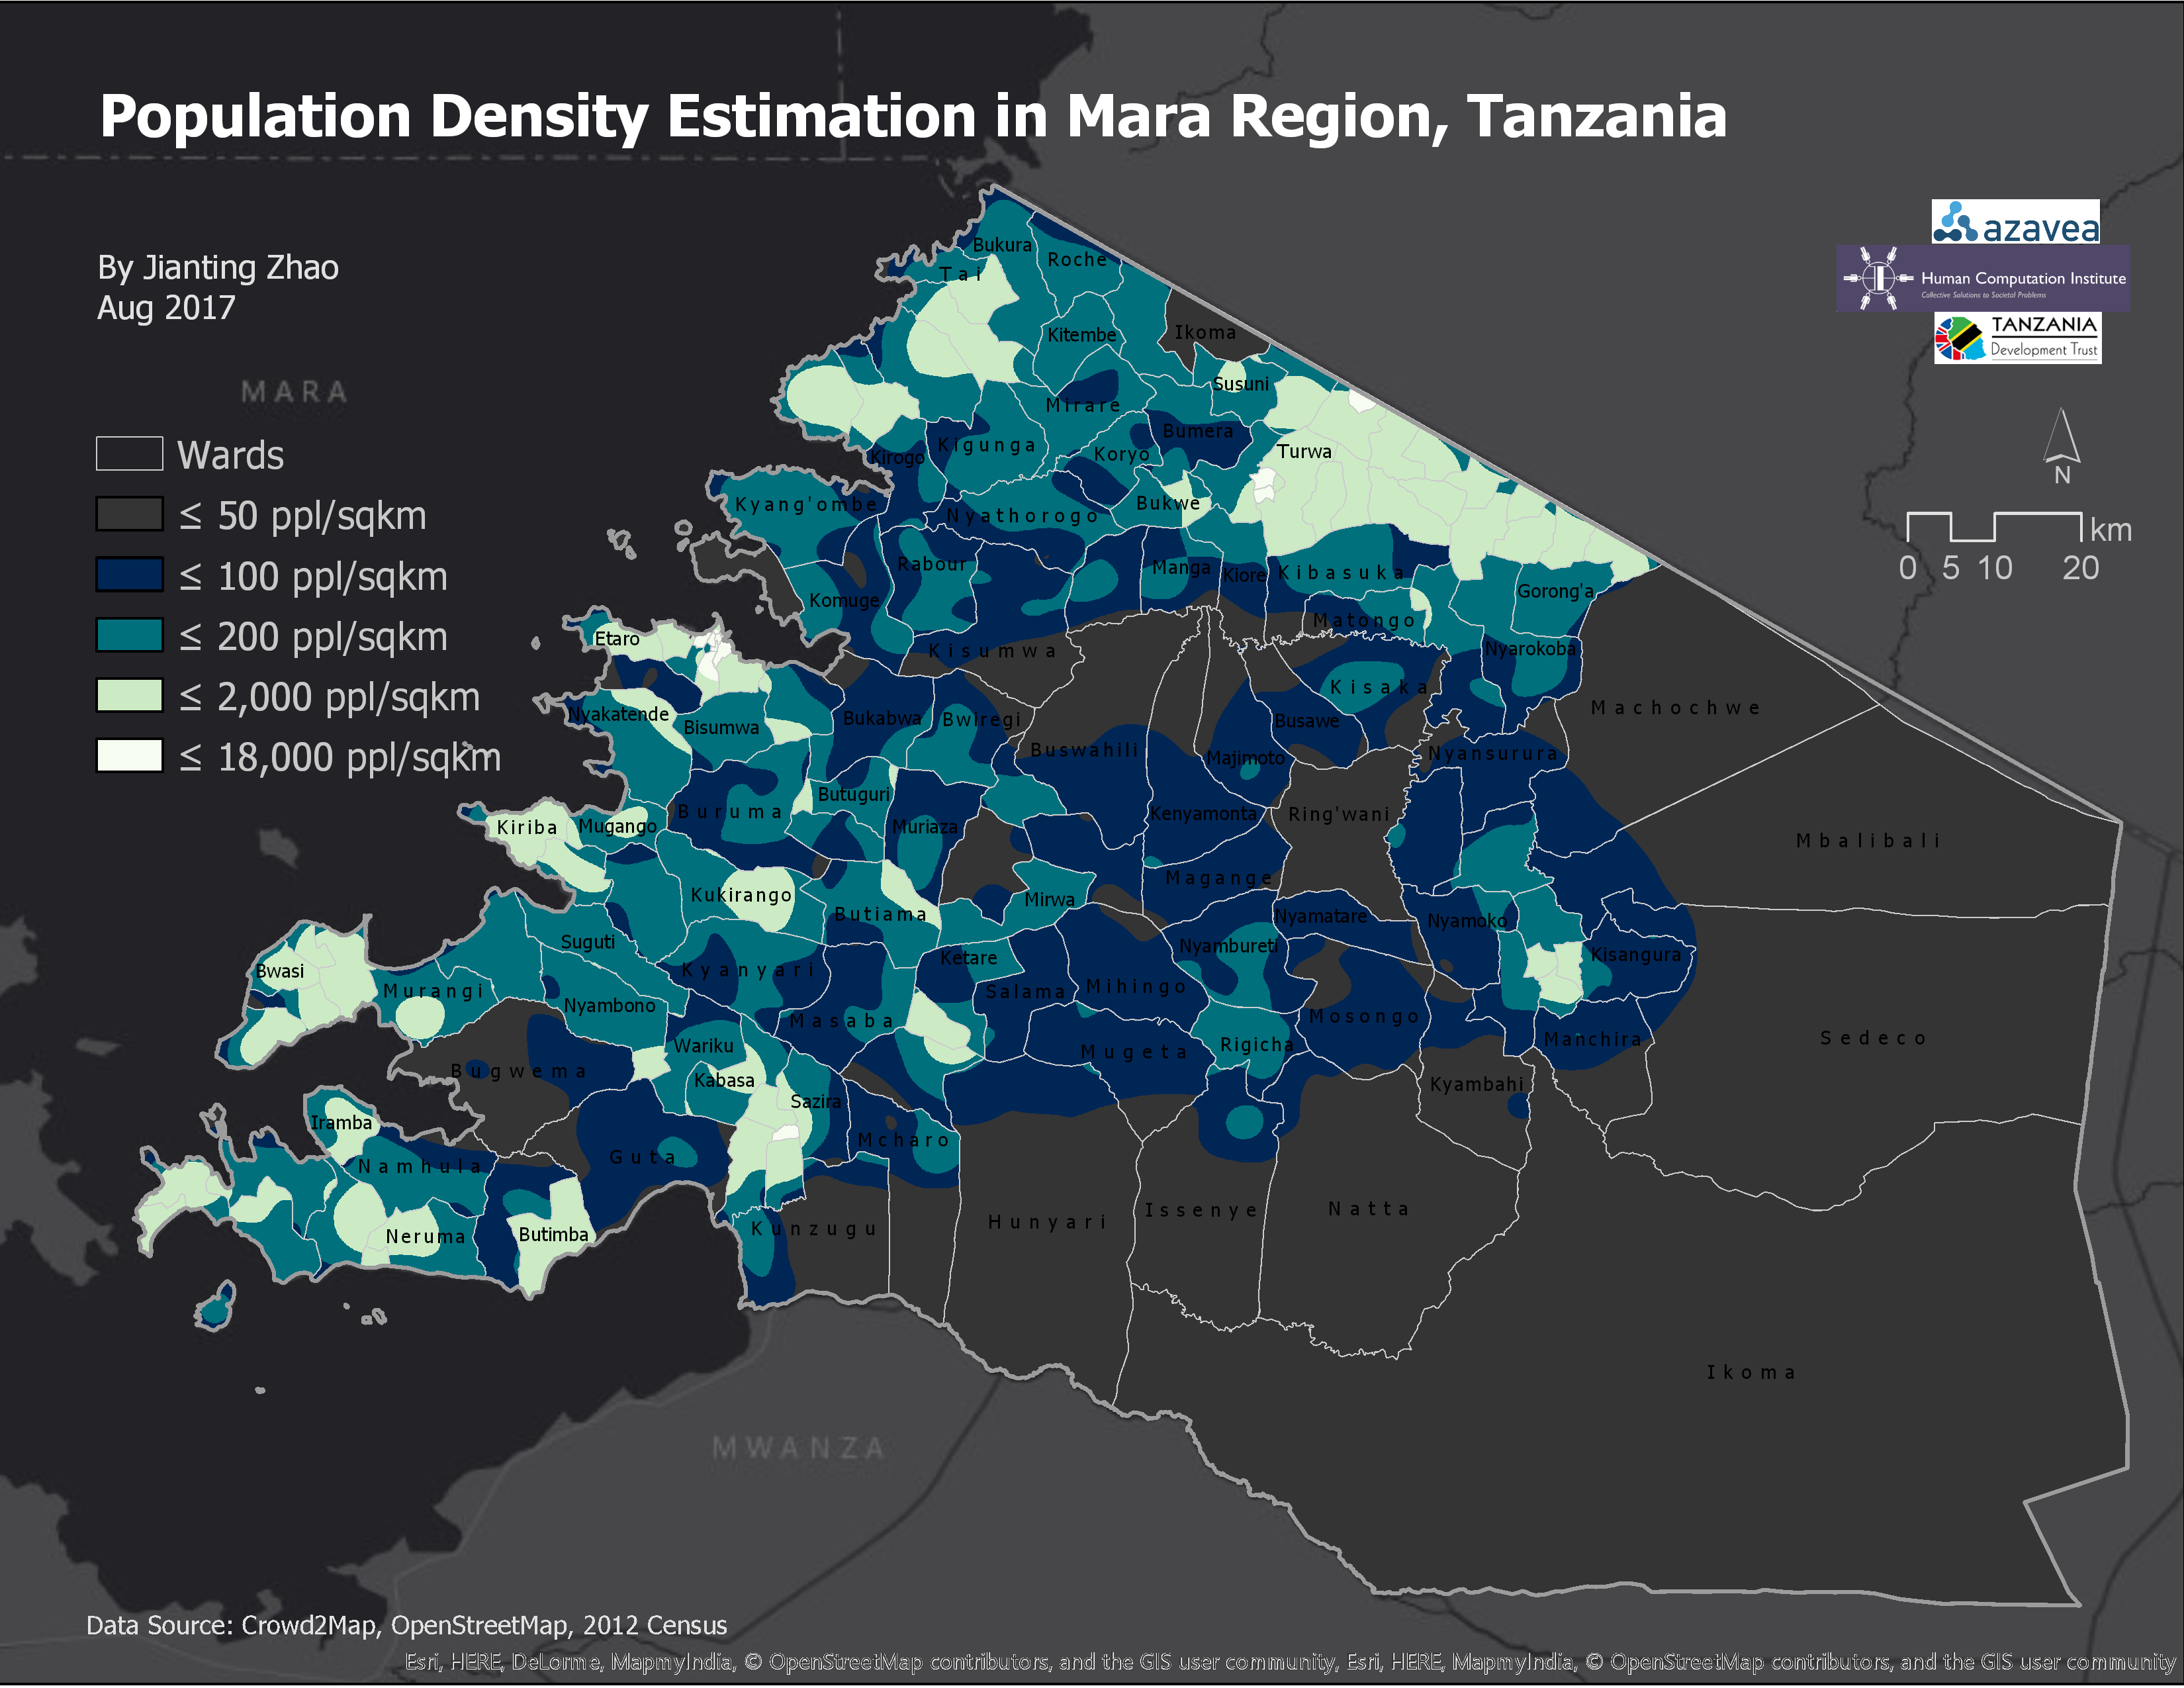 Population Density Estimation in Mara Region, Tanzania
By Jianting Zhao
Aug 2017
azavea
Human Computation Institute
Collective Solutions to Societal Problems
TANZANIA
Development Trust
MARA
Wards
≤ 50 ppl/sqkm
≤ 100 ppl/sqkm
≤ 200 ppl/sqkm
≤ 2,000 ppl/sqkm
≤ 18,000 ppl/sqkm
N
km
0 5 10 20
Bukura
Roche
Tai
Kitembe
Ikoma
Susuni
Mirare
Bumera
Kigunga
Koryo
Turwa
Kirogo
Kyang'ombe
Nyathorogo
Bukwe
Rabour
Manga
Kiore
Kibasuka
Gorong'a
Komuge
Matongo
Etaro
Kisumwa
Nyarokoba
Kisaka
Machochwe
Nyakatende
Bisumwa
Bukabwa
Bwiregi
Busawe
Buswahili
Majimoto
Nyansurura
Butuguri
Buruma
Kiriba
Mugango
Muriaza
Kenyamonta
Ring'wani
Mbalibali
Kukirango
Magange
Mirwa
Butiama
Nyamatare
Nyamoko
Suguti
Nyambureti
Kisangura
Ketare
Bwasi
Kyanyari
Murangi
Salama
Mihingo
Nyambono
Masaba
Mosongo
Wariku
Mugeta
Rigicha
Manchira
Sedeco
Bugwema
Kabasa
Kyambahi
Sazira
Iramba
Mcharo
Namhula
Guta
Neruma
Butimba
Kunzugu
Hunyari
Issenye
Natta
Ikoma
MWANZA
Data Source: Crowd2Map, OpenStreetMap, 2012 Census
Esri, HERE, DeLorme, MapmyIndia, © OpenStreetMap contributors, and the GIS user community, Esri, HERE, MapmyIndia, © OpenStreetMap contributors, and the GIS user community